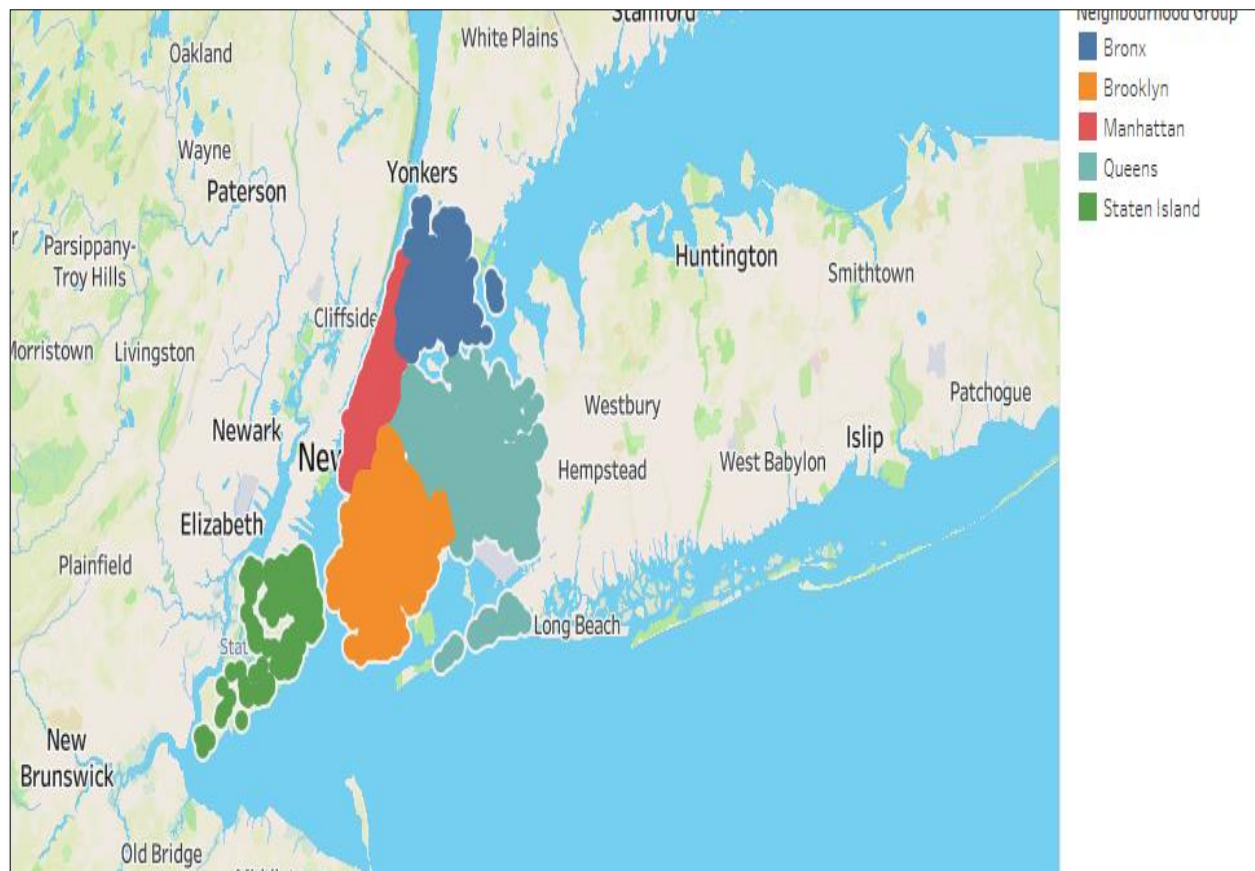 Stamford
Neighbourhood Group
White Plains
Oakland
Bronx
Brooklyn
Manhattan
Queens
Staten Island
Wayne
Yonkers
Paterson
Parsippany-
Troy Hills
Huntington
Smithtown
Cliffside
Morristown
Livingston
Patchogue
Westbury
Newark
Islip
New
Hempstead
West Babylon
Elizabeth
Plainfield
Long Beach
Stat
New
Brunswick
Old Bridge